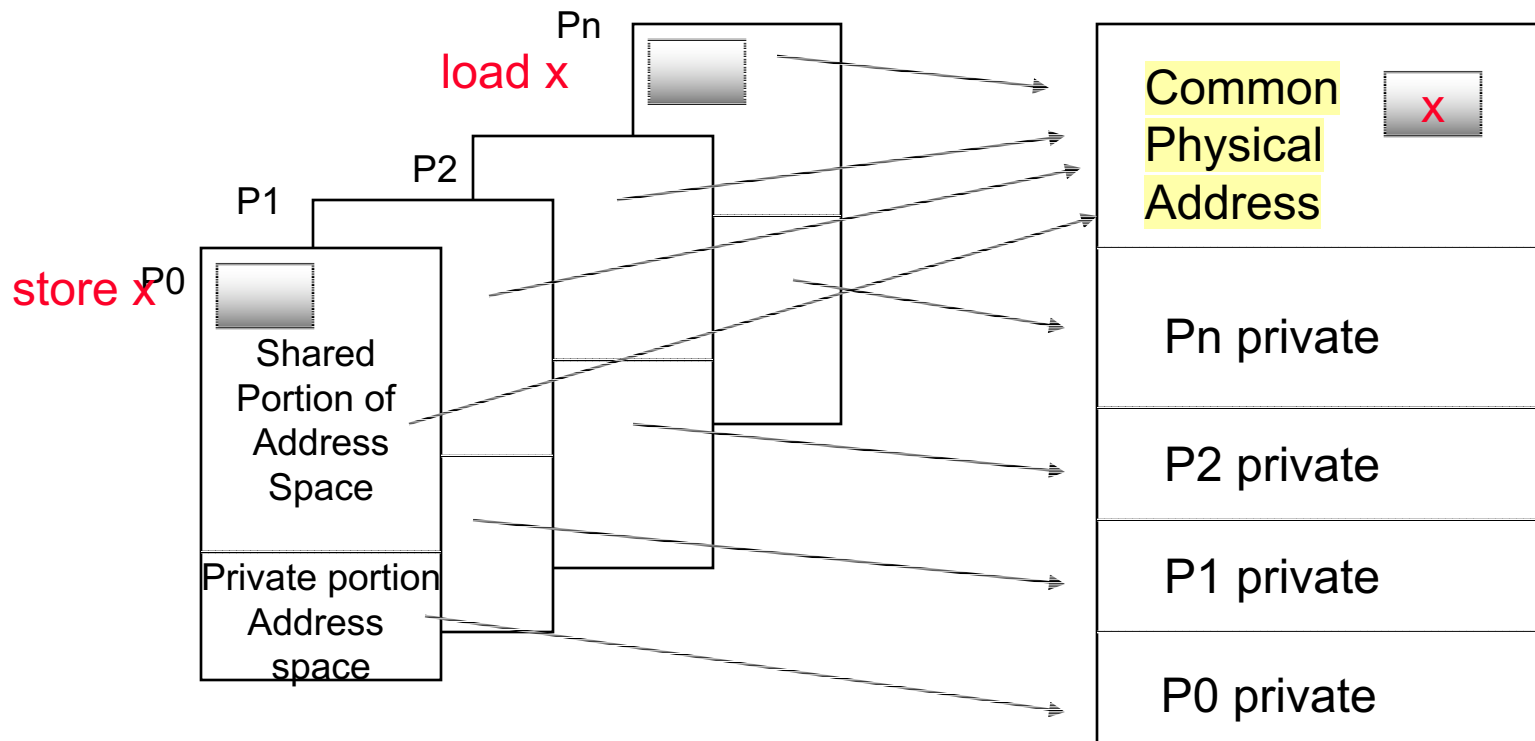 Pn
load x
P2
P1
store x
P0
Shared
Portion of
Address
Space
Private portion
Address
space
Common
Physical
Address
x
Pn private
P2 private
P1 private
P0 private